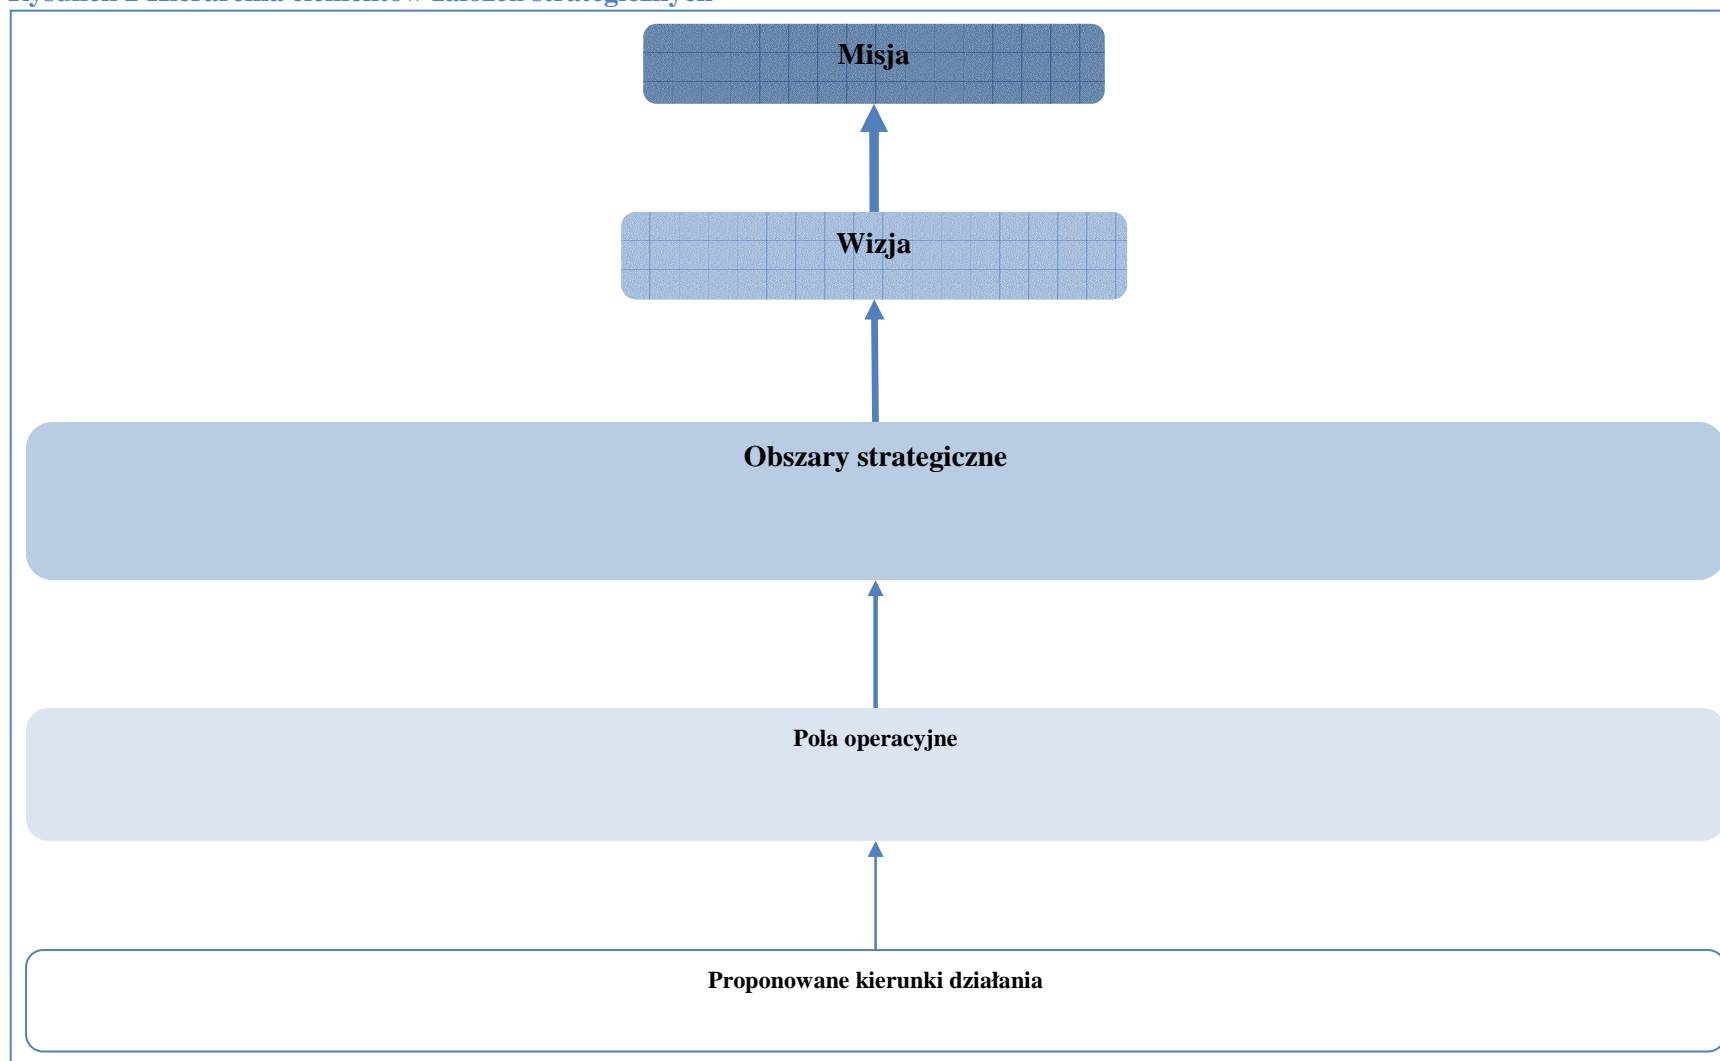 Misja
Wizja
Obszary strategiczne
Pola operacyjne
Proponowane kierunki działania